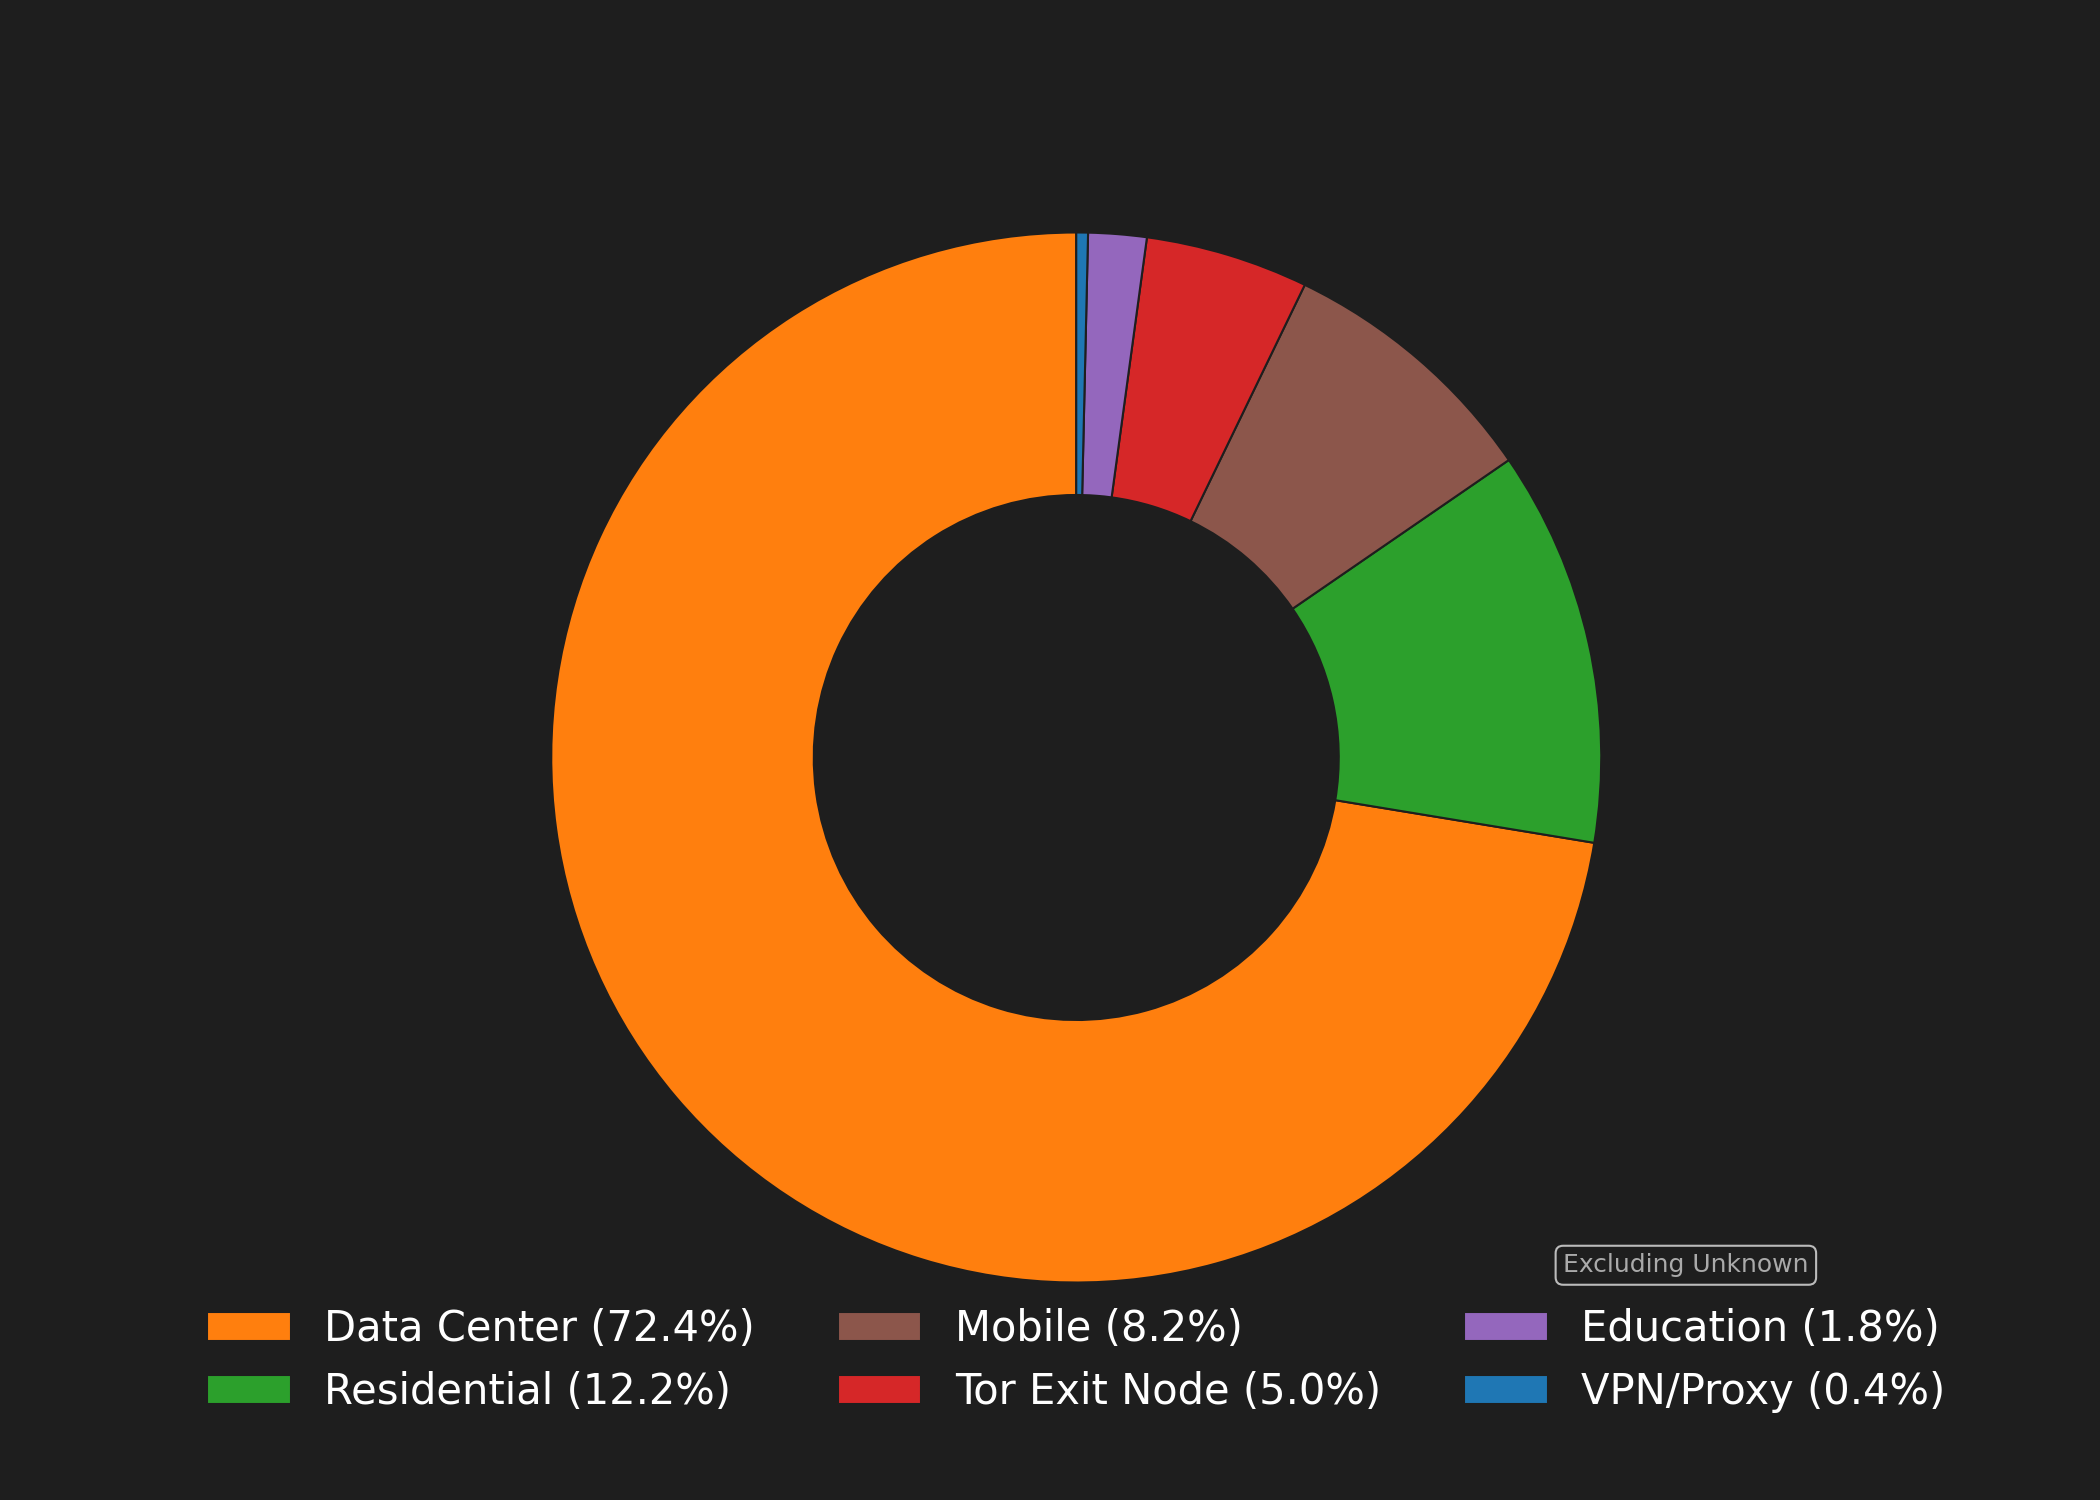 Excluding Unknown
Data Center (72.4%)
Residential (12.2%)
Mobile (8.2%)
Tor Exit Node (5.0%)
Education (1.8%)
VPN/Proxy (0.4%)